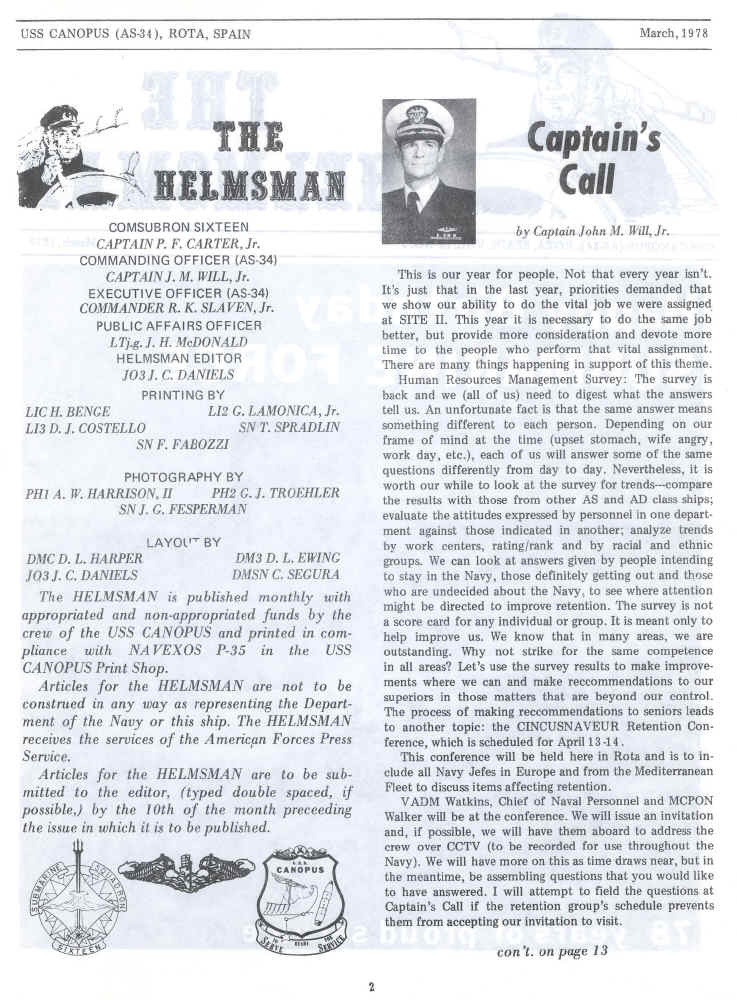 USS CANOPUS (AS-34), ROTA, SPAIN
March, 1978
THE
HELMSMAN
COMSUBRON SIXTEEN
CAPTAIN P. F. CARTER, Jr.
COMMANDING OFFICER (AS-34)
CAPTAIN J. M. WILL, Jr.
EXECUTIVE OFFICER (AS-34)
COMMANDER R. K. SLAVEN, Jr.
PUBLIC AFFAIRS OFFICER
LTj.g. J. H. McDONALD
HELMSMAN EDITOR
JO3 J. C. DANIELS
PRINTING BY
LIC H. BENGE LI2 G. LAMONICA, Jr.
LI3 D. J. COSTELLO SN T. SPRADLIN
SN F. FABOZZI
PHOTOGRAPHY BY
PH1 A. W. HARRISON, II PH2 G. J. TROEHLER
SN J. G. FESPERMAN
LAYOUT BY
DMC D. L. HARPER DM3 D. L. EWING
JO3 J. C. DANIELS DMSN C. SEGURA
The HELMSMAN is published monthly with
appropriated and non-appropriated funds by the
crew of the USS CANOPUS and printed in com-
pliance with NAVEXOS P-35 in the USS
CANOPUS Print Shop.
Articles for the HELMSMAN are not to be
construed in any way as representing the Depart-
ment of the Navy or this ship. The HELMSMAN
receives the services of the American Forces Press
Service.
Articles for the HELMSMAN are to be sub-
mitted to the editor, (typed double spaced, if
possible,) by the 10th of the month preceeding
the issue in which it is to be published.
SUBMARINE SQUADRON
SIXTEEN
U.S.S.
CANOPUS
To Serve
READY
FOR Service
Captain's
Call
by Captain John M. Will, Jr.
This is our year for people. Not that every year isn't.
It's just that in the last year, priorities demanded that
we show our ability to do the vital job we were assigned
at SITE II. This year it is necessary to do the same job
better, but provide more consideration and devote more
time to the people who perform that vital assignment.
There are many things happening in support of this theme.
Human Resources Management Survey: The survey is
back and we (all of us) need to digest what the answers
tell us. An unfortunate fact is that the same answer means
something different to each person. Depending on our
frame of mind at the time (upset stomach, wife angry,
work day, etc.), each of us will answer some of the same
questions differently from day to day. Nevertheless, it is
worth our while to look at the survey for trends---compare
the results with those from other AS and AD class ships;
evaluate the attitudes expressed by personnel in one depart-
ment against those indicated in another; analyze trends
by work centers, rating/rank and by racial and ethnic
groups. We can look at answers given by people intending
to stay in the Navy, those definitely getting out and those
who are undecided about the Navy, to see where attention
might be directed to improve retention. The survey is not
a score card for any individual or group. It is meant only to
help improve us. We know that in many areas, we are
outstanding. Why not strike for the same competence
in all areas? Let's use the survey results to make improve-
ments where we can and make reccommendations to our
superiors in those matters that are beyond our control.
The process of making reccommendations to seniors leads
to another topic: the CINCUSNAVEUR Retention Con-
ference, which is scheduled for April 13-14.
This conference will be held here in Rota and is to in-
clude all Navy Jefes in Europe and from the Mediterranean
Fleet to discuss items affecting retention.
VADM Watkins, Chief of Naval Personnel and MCPON
Walker will be at the conference. We will issue an invitation
and, if possible, we will have them aboard to address the
crew over CCTV (to be recorded for use throughout the
Navy). We will have more on this as time draws near, but in
the meantime, be assembling questions that you would like
to have answered. I will attempt to field the questions at
Captain's Call if the retention group's schedule prevents
them from accepting our invitation to visit.
con't. on page 13
2